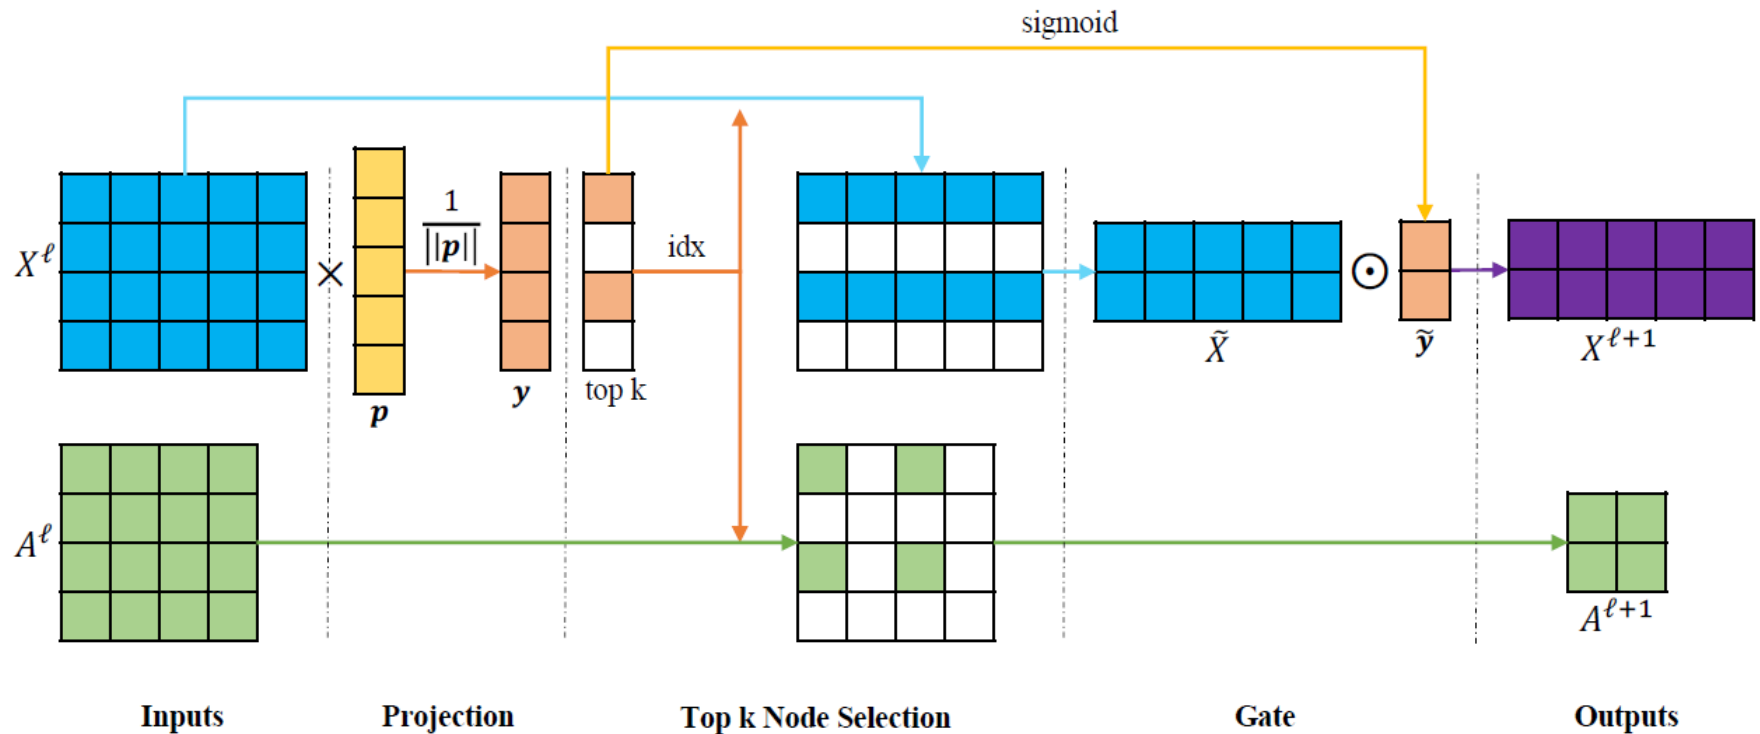 sigmoid
1
||p||
idx
X^ℓ
×
⊙
X̃
ỹ
X^{ℓ+1}
top k
y
p
A^ℓ
A^{ℓ+1}
Inputs
Projection
Top k Node Selection
Gate
Outputs